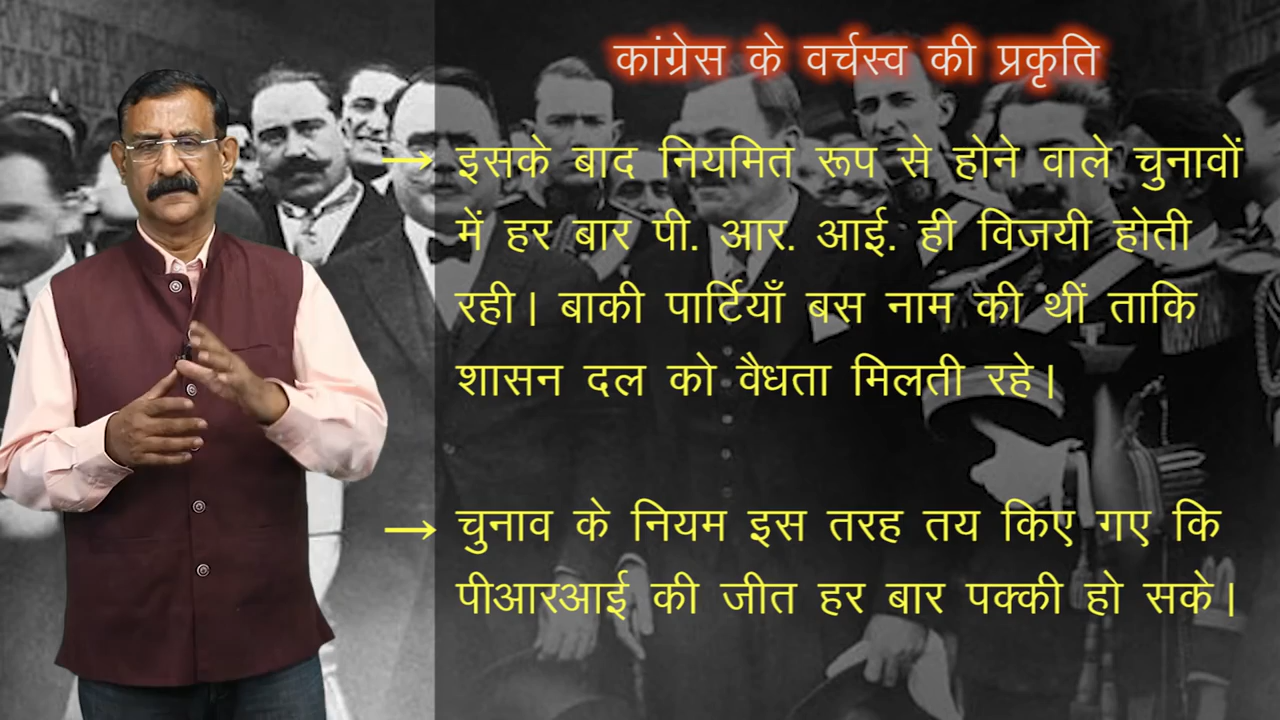 कांग्रेस के वर्चस्व की प्रकृति
→ इसके बाद नियमित रूप से होने वाले चुनावों
में हर बार पी. आर. आई. ही विजयी होती
रही। बाकी पार्टियाँ बस नाम की थीं ताकि
शासन दल को वैधता मिलती रहे।
→ चुनाव के नियम इस तरह तय किए गए कि
पीआरआई की जीत हर बार पक्की हो सके।